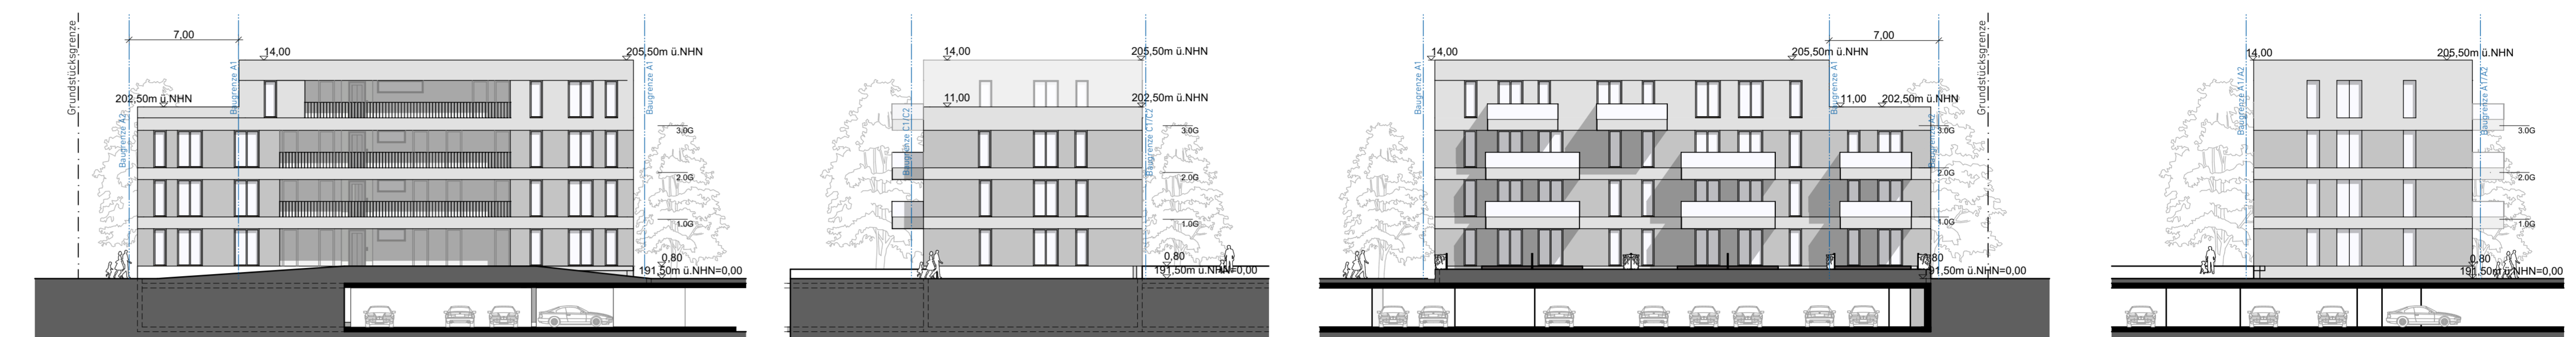 Grundstücksgrenze
7,00
14,00
205,50m ü.NHN
Baugrenze A1
Baugrenze A1
202,50m ü.NHN
Baugrenze A2
3.OG
2.OG
1.OG
0,80
191,50m ü.NHN=0,00
14,00
205,50m ü.NHN
11,00
202,50m ü.NHN
Baugrenze C1/C2
Baugrenze C1/C2
3.OG
2.OG
1.OG
0,80
191,50m ü.NHN=0,00
14,00
205,50m ü.NHN
7,00
Grundstücksgrenze
Baugrenze A1
Baugrenze A1
11,00
202,50m ü.NHN
Baugrenze A2
3.OG
2.OG
1.OG
0,80
191,50m ü.NHN=0,00
14,00
205,50m ü.NHN
Baugrenze A1/A2
Baugrenze A1/A2
3.OG
2.OG
1.OG
0,80
191,50m ü.NHN=0,00